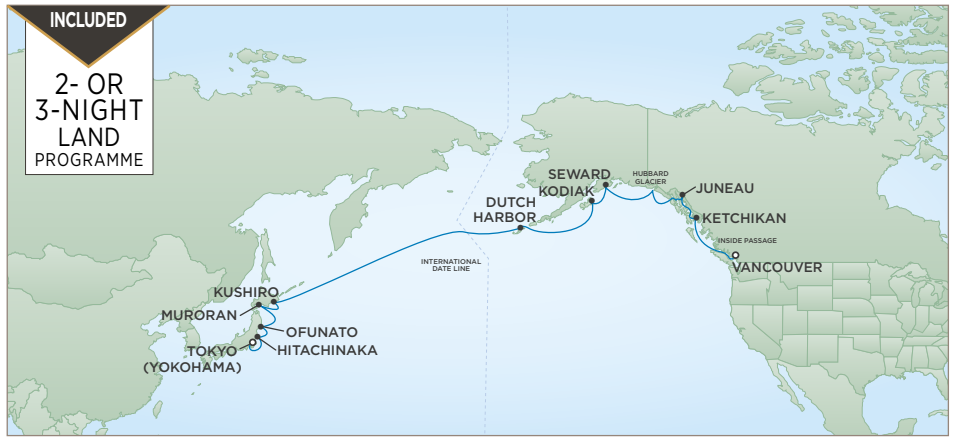 INCLUDED
2- OR
3-NIGHT
LAND
PROGRAMME
SEWARD
KODIAK
HUBBARD
GLACIER
JUNEAU
DUTCH
HARBOR
KETCHIKAN
INSIDE PASSAGE
VANCOUVER
INTERNATIONAL
DATE LINE
KUSHIRO
MURORAN
OFUNATO
HITACHINAKA
TOKYO
(YOKOHAMA)